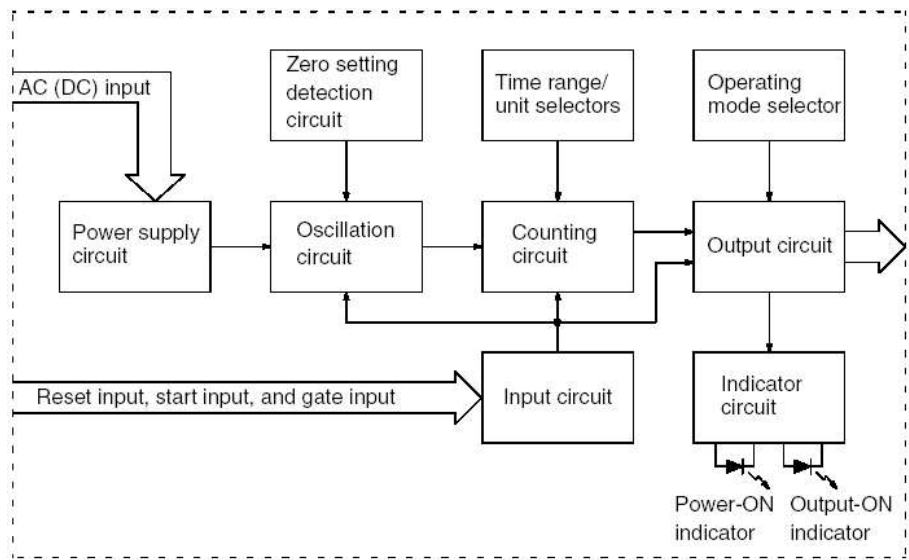 AC (DC) input
Zero setting
detection
circuit
Time range/
unit selectors
Operating
mode selector
Power supply
circuit
Oscillation
circuit
Counting
circuit
Output circuit
Reset input, start input, and gate input
Input circuit
Indicator
circuit
Power-ON
indicator
Output-ON
indicator